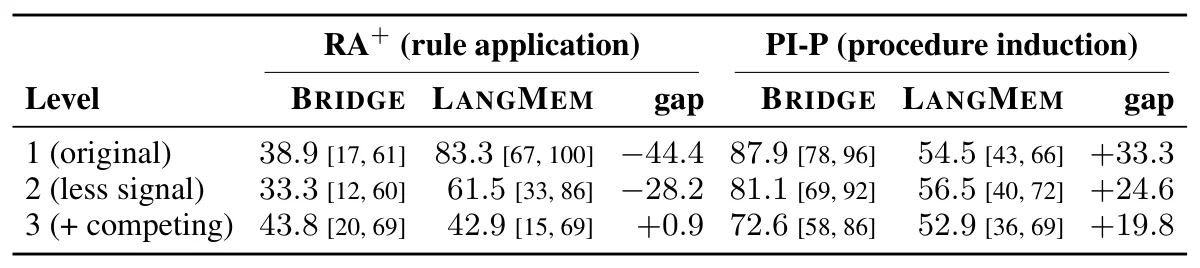 RA⁺ (rule application) PI-P (procedure induction)
Level BRIDGE LANGMEM gap BRIDGE LANGMEM gap
1 (original) 38.9 [17, 61] 83.3 [67, 100] −44.4 87.9 [78, 96] 54.5 [43, 66] +33.3
2 (less signal) 33.3 [12, 60] 61.5 [33, 86] −28.2 81.1 [69, 92] 56.5 [40, 72] +24.6
3 (+ competing) 43.8 [20, 69] 42.9 [15, 69] +0.9 72.6 [58, 86] 52.9 [36, 69] +19.8